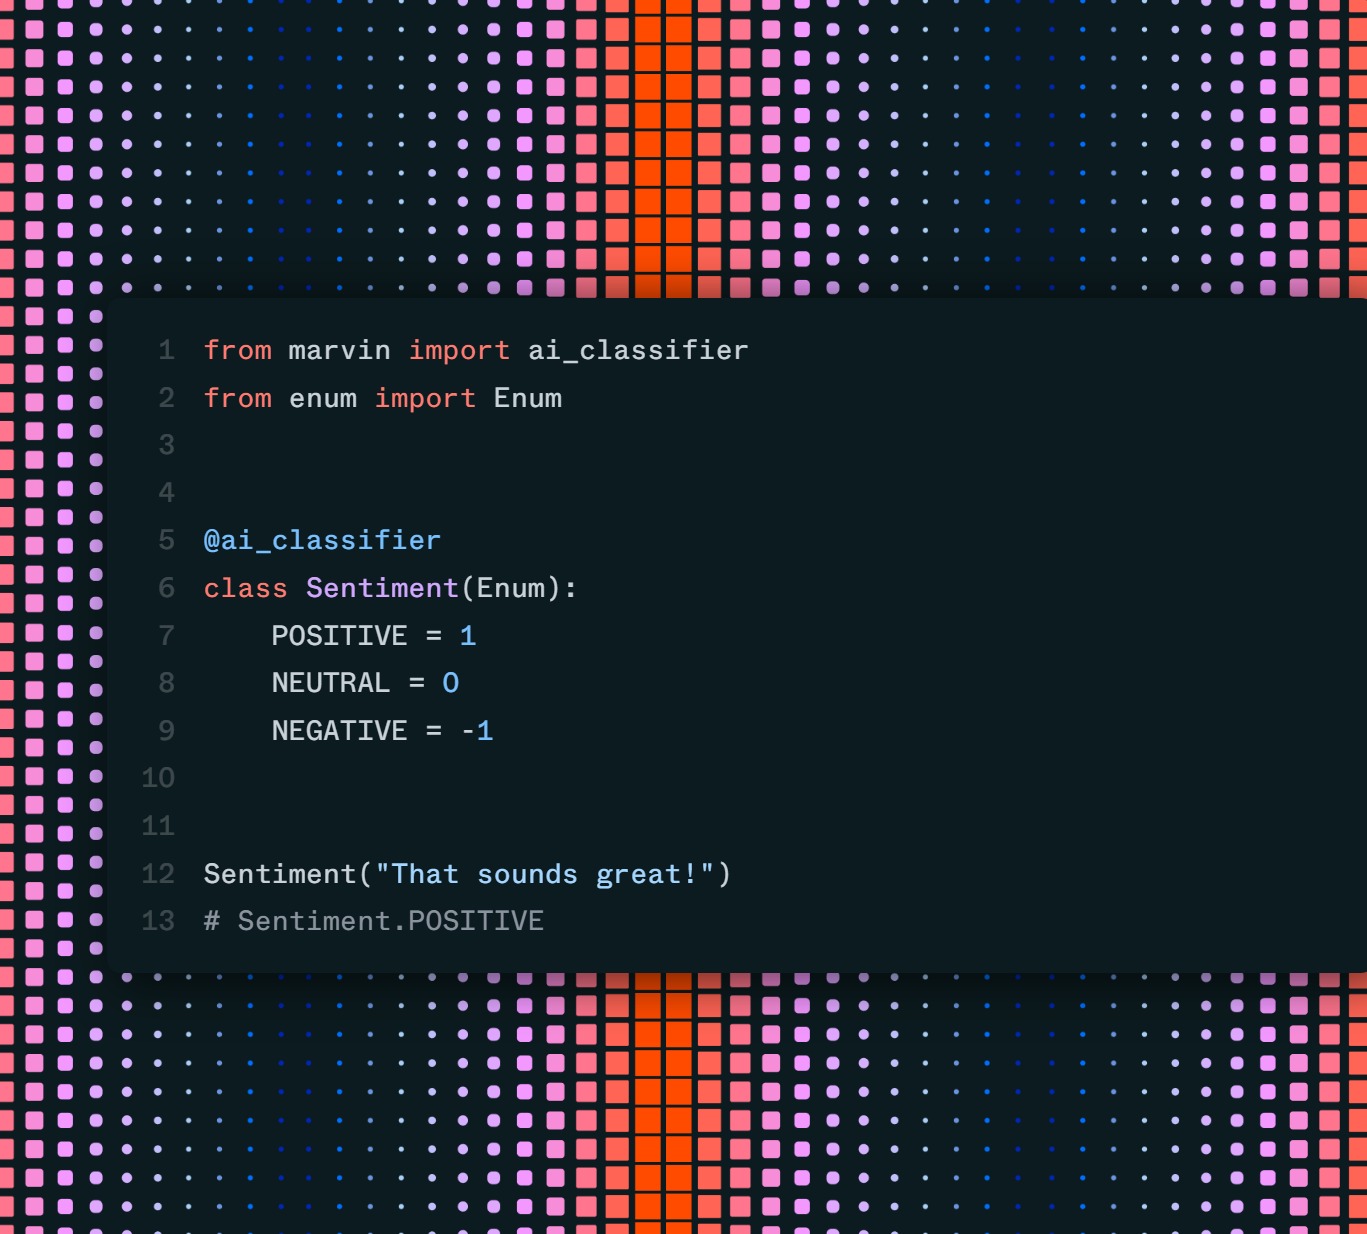 1 from marvin import ai_classifier
2 from enum import Enum
3
4
5 @ai_classifier
6 class Sentiment(Enum):
7     POSITIVE = 1
8     NEUTRAL = 0
9     NEGATIVE = -1
10
11
12 Sentiment("That sounds great!")
13 # Sentiment.POSITIVE